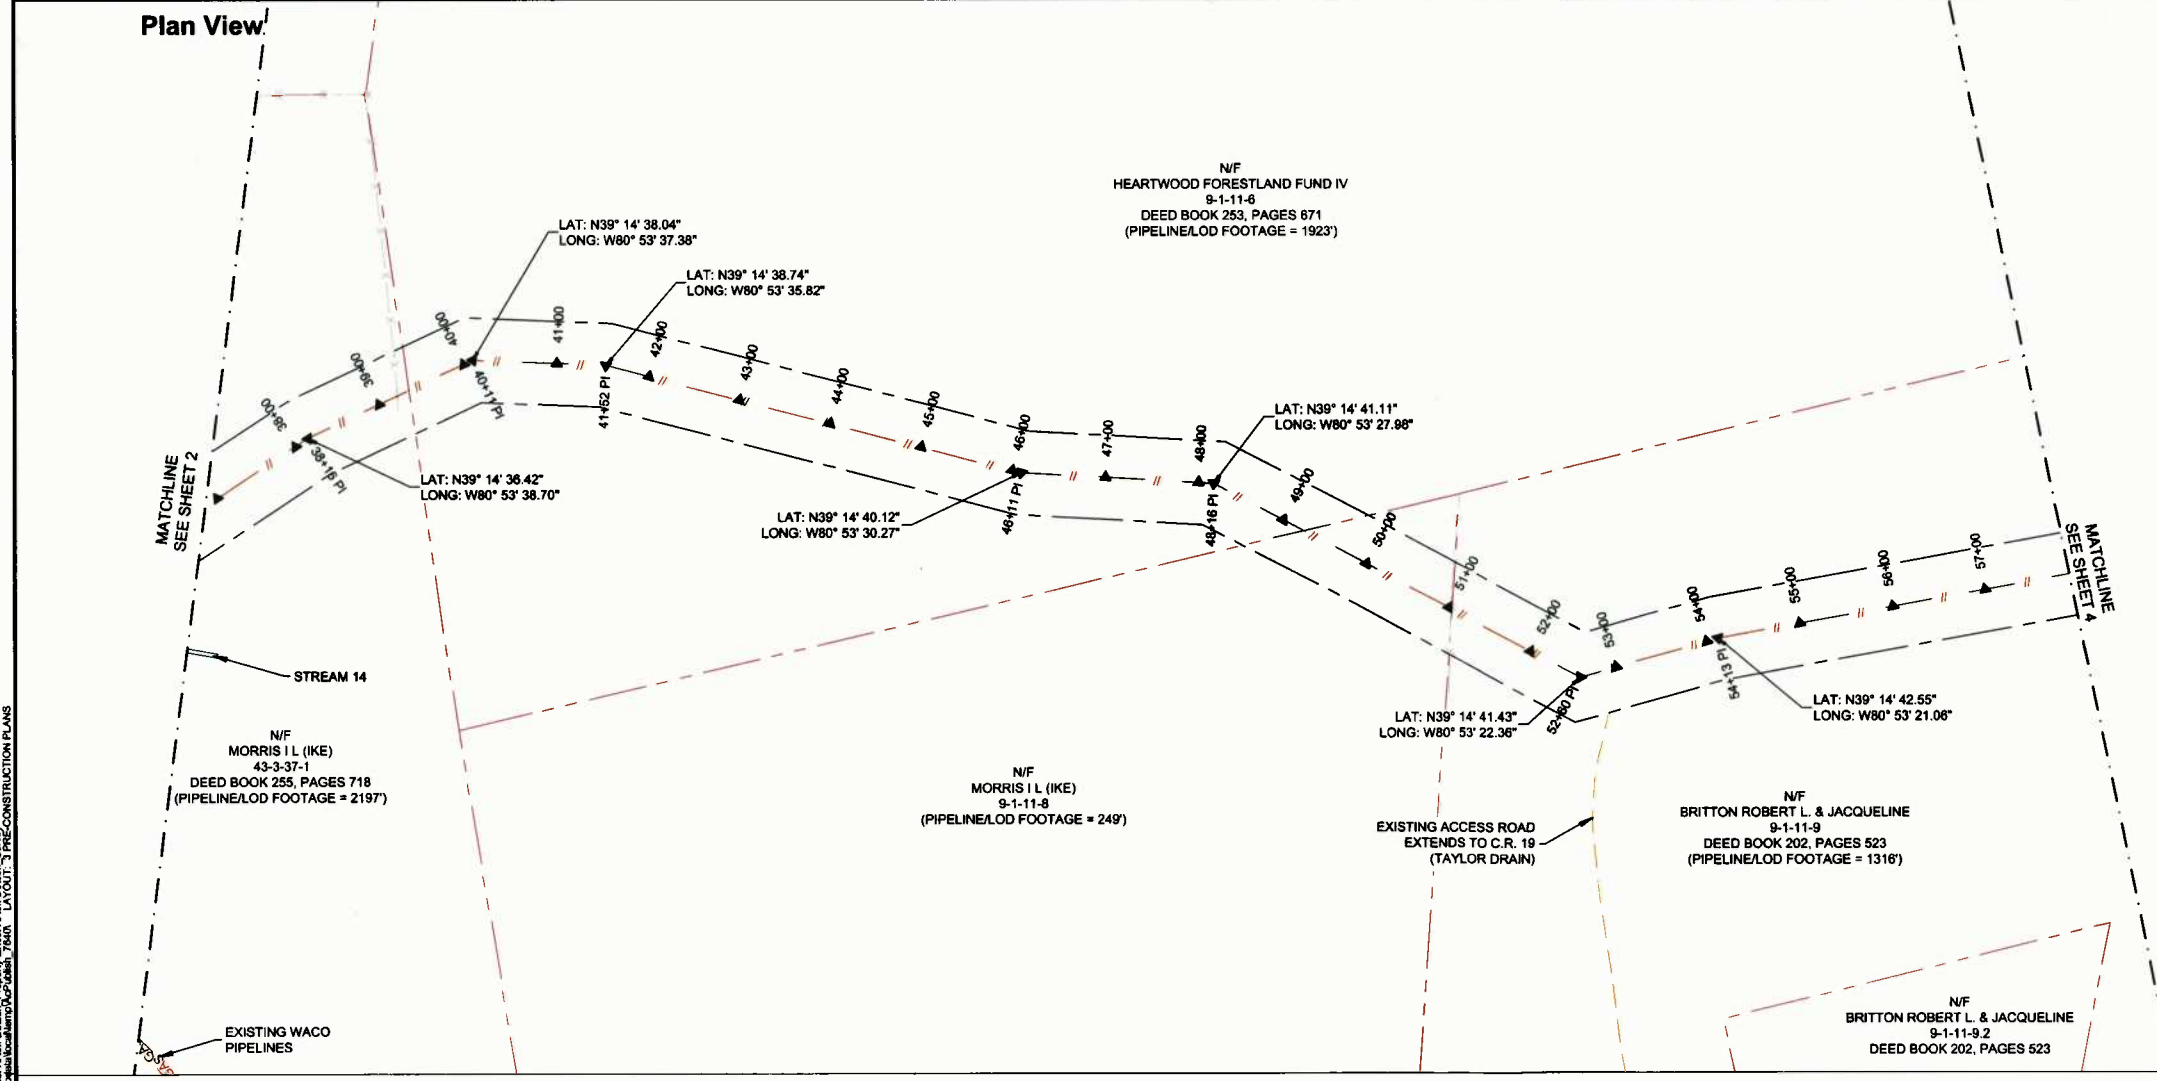 Plan View
N/F
HEARTWOOD FORESTLAND FUND IV
9-1-11-6
DEED BOOK 253, PAGES 671
(PIPELINE/LOD FOOTAGE = 1923')
LAT: N39° 14' 38.04"
LONG: W80° 53' 37.38"
LAT: N39° 14' 38.74"
LONG: W80° 53' 35.82"
38+00
39+00
40+00
41+00
42+00
43+00
44+00
45+00
46+00
47+00
48+00
49+00
50+00
51+00
52+00
53+00
54+00
55+00
56+00
57+00
38+16 PI
40+11 PI
41+52 PI
46+11 PI
48+16 PI
52+60 PI
54+13 PI
LAT: N39° 14' 41.11"
LONG: W80° 53' 27.98"
MATCHLINE
SEE SHEET 2
LAT: N39° 14' 36.42"
LONG: W80° 53' 38.70"
LAT: N39° 14' 40.12"
LONG: W80° 53' 30.27"
MATCHLINE
SEE SHEET 4
STREAM 14
LAT: N39° 14' 41.43"
LONG: W80° 53' 22.36"
LAT: N39° 14' 42.55"
LONG: W80° 53' 21.06"
N/F
MORRIS I L (IKE)
43-3-37-1
DEED BOOK 255, PAGES 718
(PIPELINE/LOD FOOTAGE = 2197')
N/F
MORRIS I L (IKE)
9-1-11-8
(PIPELINE/LOD FOOTAGE = 249')
EXISTING ACCESS ROAD
EXTENDS TO C.R. 19
(TAYLOR DRAIN)
N/F
BRITTON ROBERT L. & JACQUELINE
9-1-11-9
DEED BOOK 202, PAGES 523
(PIPELINE/LOD FOOTAGE = 1316')
N/F
BRITTON ROBERT L. & JACQUELINE
9-1-11-9.2
DEED BOOK 202, PAGES 523
EXISTING WACO
PIPELINES
LAYOUT: 3 PRE-CONSTRUCTION PLANS